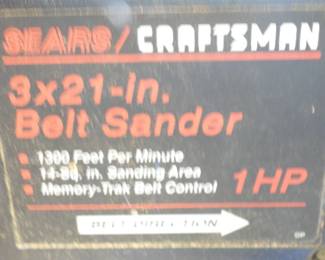 SEARS/CRAFTSMAN
3x21-in.
Belt Sander
1300 Feet Per Minute
14-Sq. in. Sanding Area
Memory-Trak Belt Control
1 HP
BELT DIRECTION